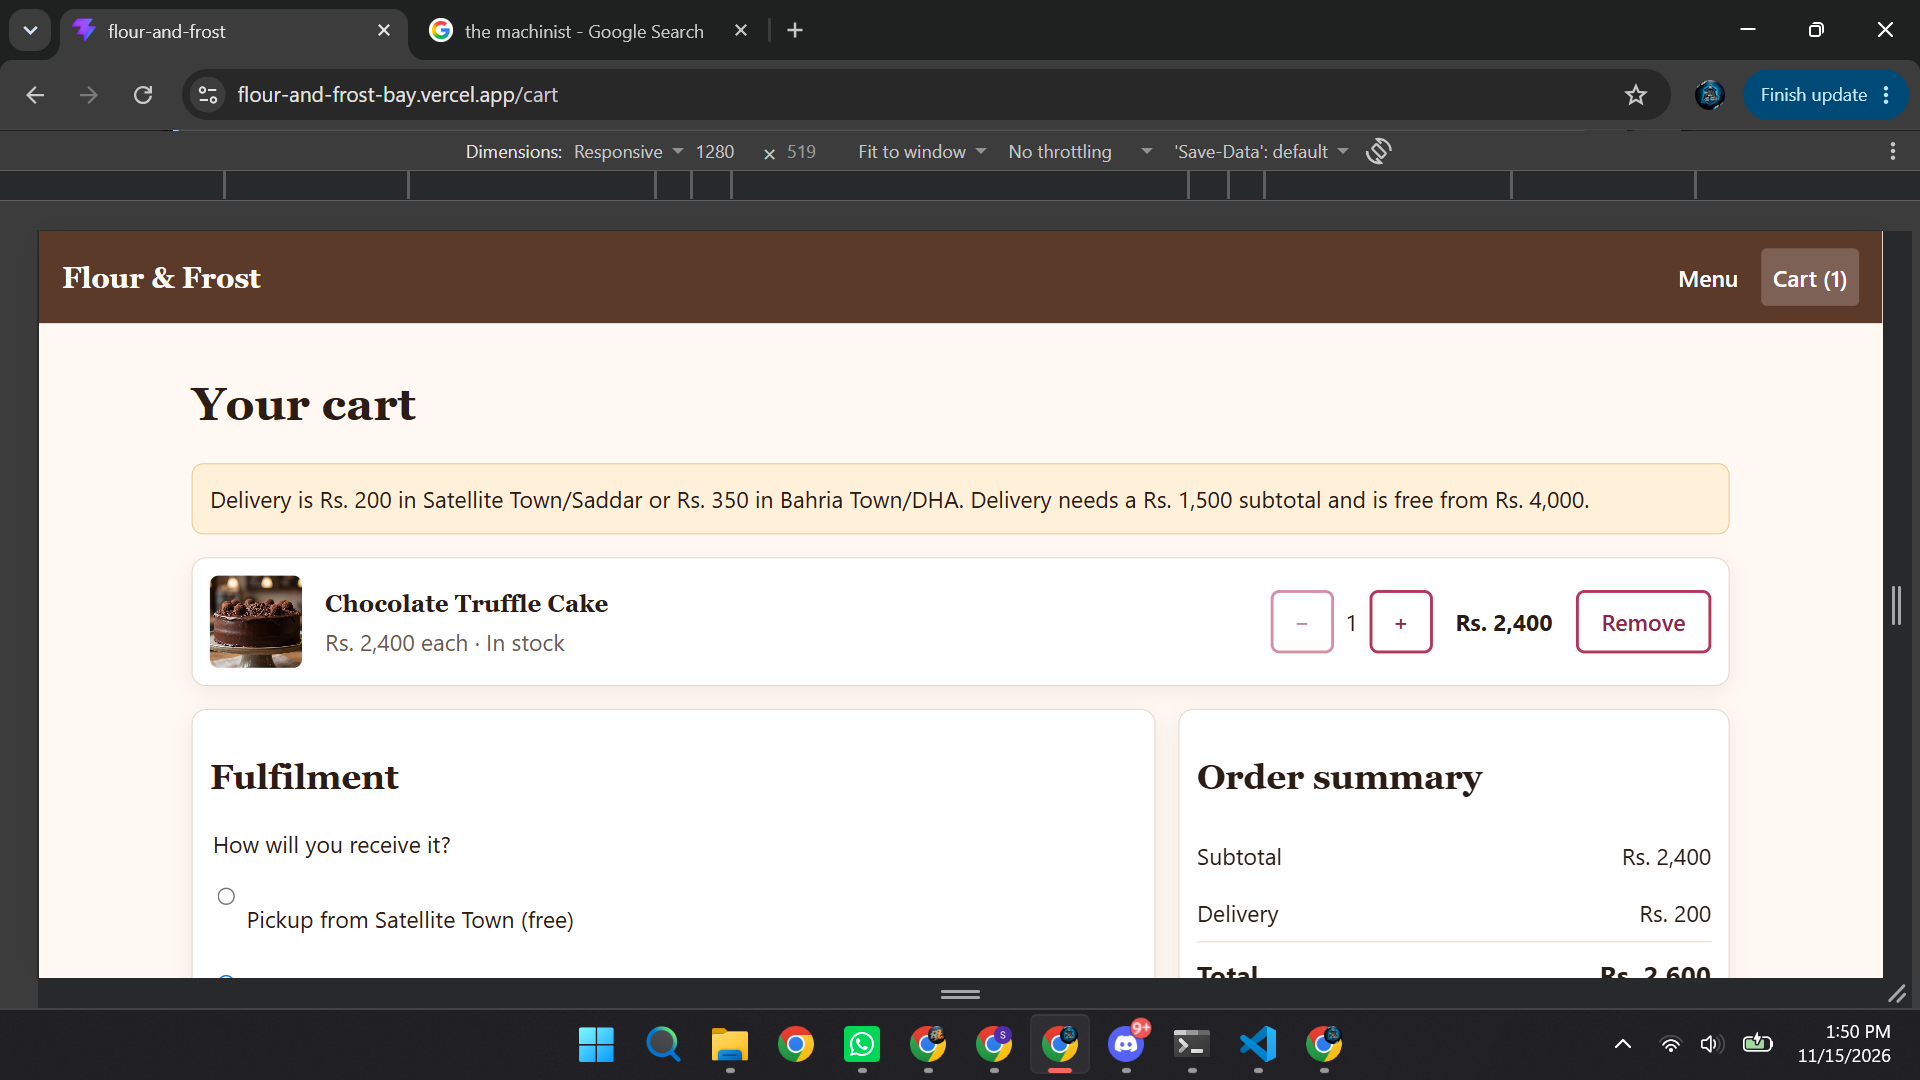 flour-and-frost
the machinist - Google Search
flour-and-frost-bay.vercel.app/cart
Finish update
Dimensions: Responsive 1280 × 519 Fit to window No throttling 'Save-Data': default
Flour & Frost
Menu
Cart (1)
Your cart
Delivery is Rs. 200 in Satellite Town/Saddar or Rs. 350 in Bahria Town/DHA. Delivery needs a Rs. 1,500 subtotal and is free from Rs. 4,000.
Chocolate Truffle Cake
Rs. 2,400 each · In stock
− 1 + Rs. 2,400 Remove
Fulfilment
How will you receive it?
Pickup from Satellite Town (free)
Order summary
Subtotal Rs. 2,400
Delivery Rs. 200
Total Rs. 2,600
S
9+
1:50 PM
11/15/2026